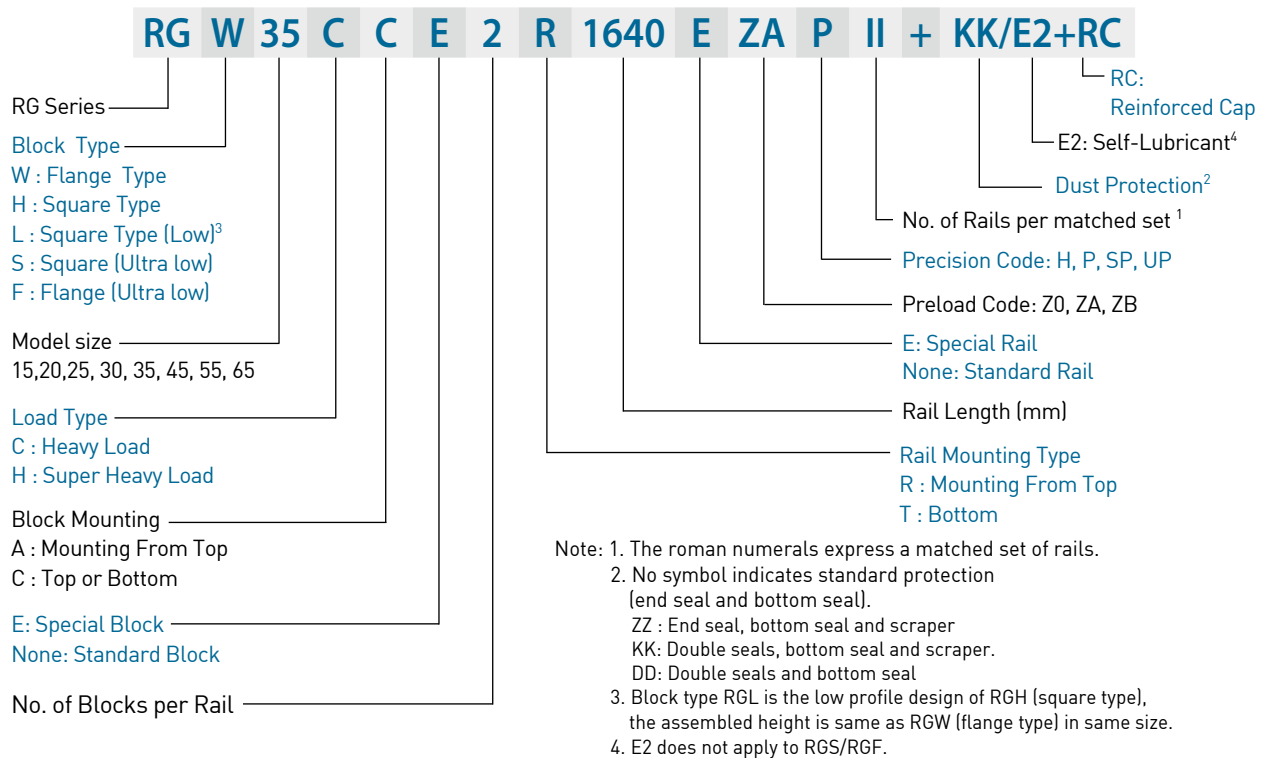 RG W 35 C C E 2 R 1640 E ZA P II + KK/E2+RC
RG Series
Block Type
W : Flange Type
H : Square Type
L : Square Type (Low)3
S : Square (Ultra low)
F : Flange (Ultra low)
Model size
15,20,25, 30, 35, 45, 55, 65
Load Type
C : Heavy Load
H : Super Heavy Load
Block Mounting
A : Mounting From Top
C : Top or Bottom
E: Special Block
None: Standard Block
No. of Blocks per Rail
RC:
Reinforced Cap
E2: Self-Lubricant4
Dust Protection2
No. of Rails per matched set 1
Precision Code: H, P, SP, UP
Preload Code: Z0, ZA, ZB
E: Special Rail
None: Standard Rail
Rail Length (mm)
Rail Mounting Type
R : Mounting From Top
T : Bottom
Note: 1. The roman numerals express a matched set of rails.
2. No symbol indicates standard protection
(end seal and bottom seal).
ZZ : End seal, bottom seal and scraper
KK: Double seals, bottom seal and scraper.
DD: Double seals and bottom seal
3. Block type RGL is the low profile design of RGH (square type),
the assembled height is same as RGW (flange type) in same size.
4. E2 does not apply to RGS/RGF.